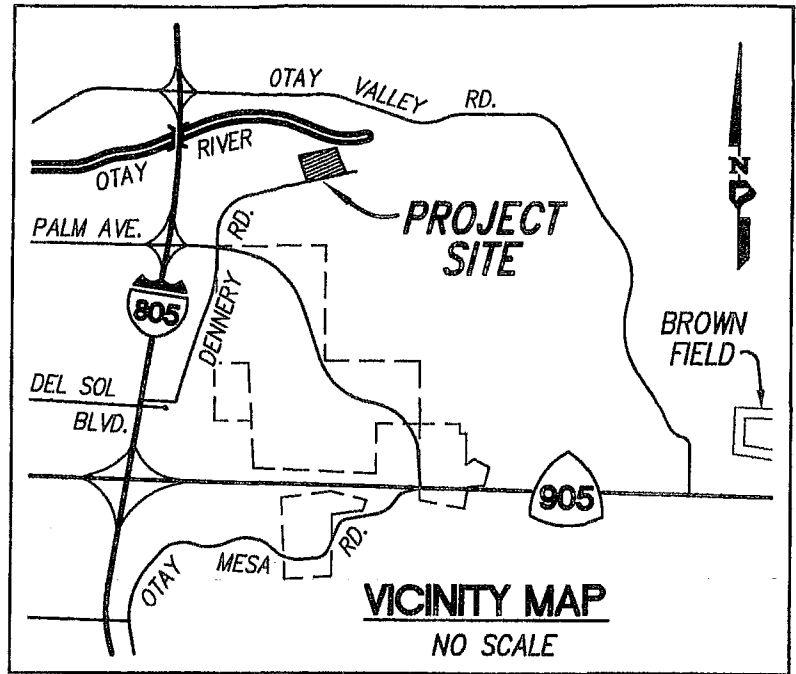 OTAY VALLEY RD.
OTAY RIVER
N
PROJECT
SITE
PALM AVE.
DENNERY RD.
805
BROWN
FIELD
DEL SOL
BLVD.
905
OTAY MESA RD.
VICINITY MAP
NO SCALE